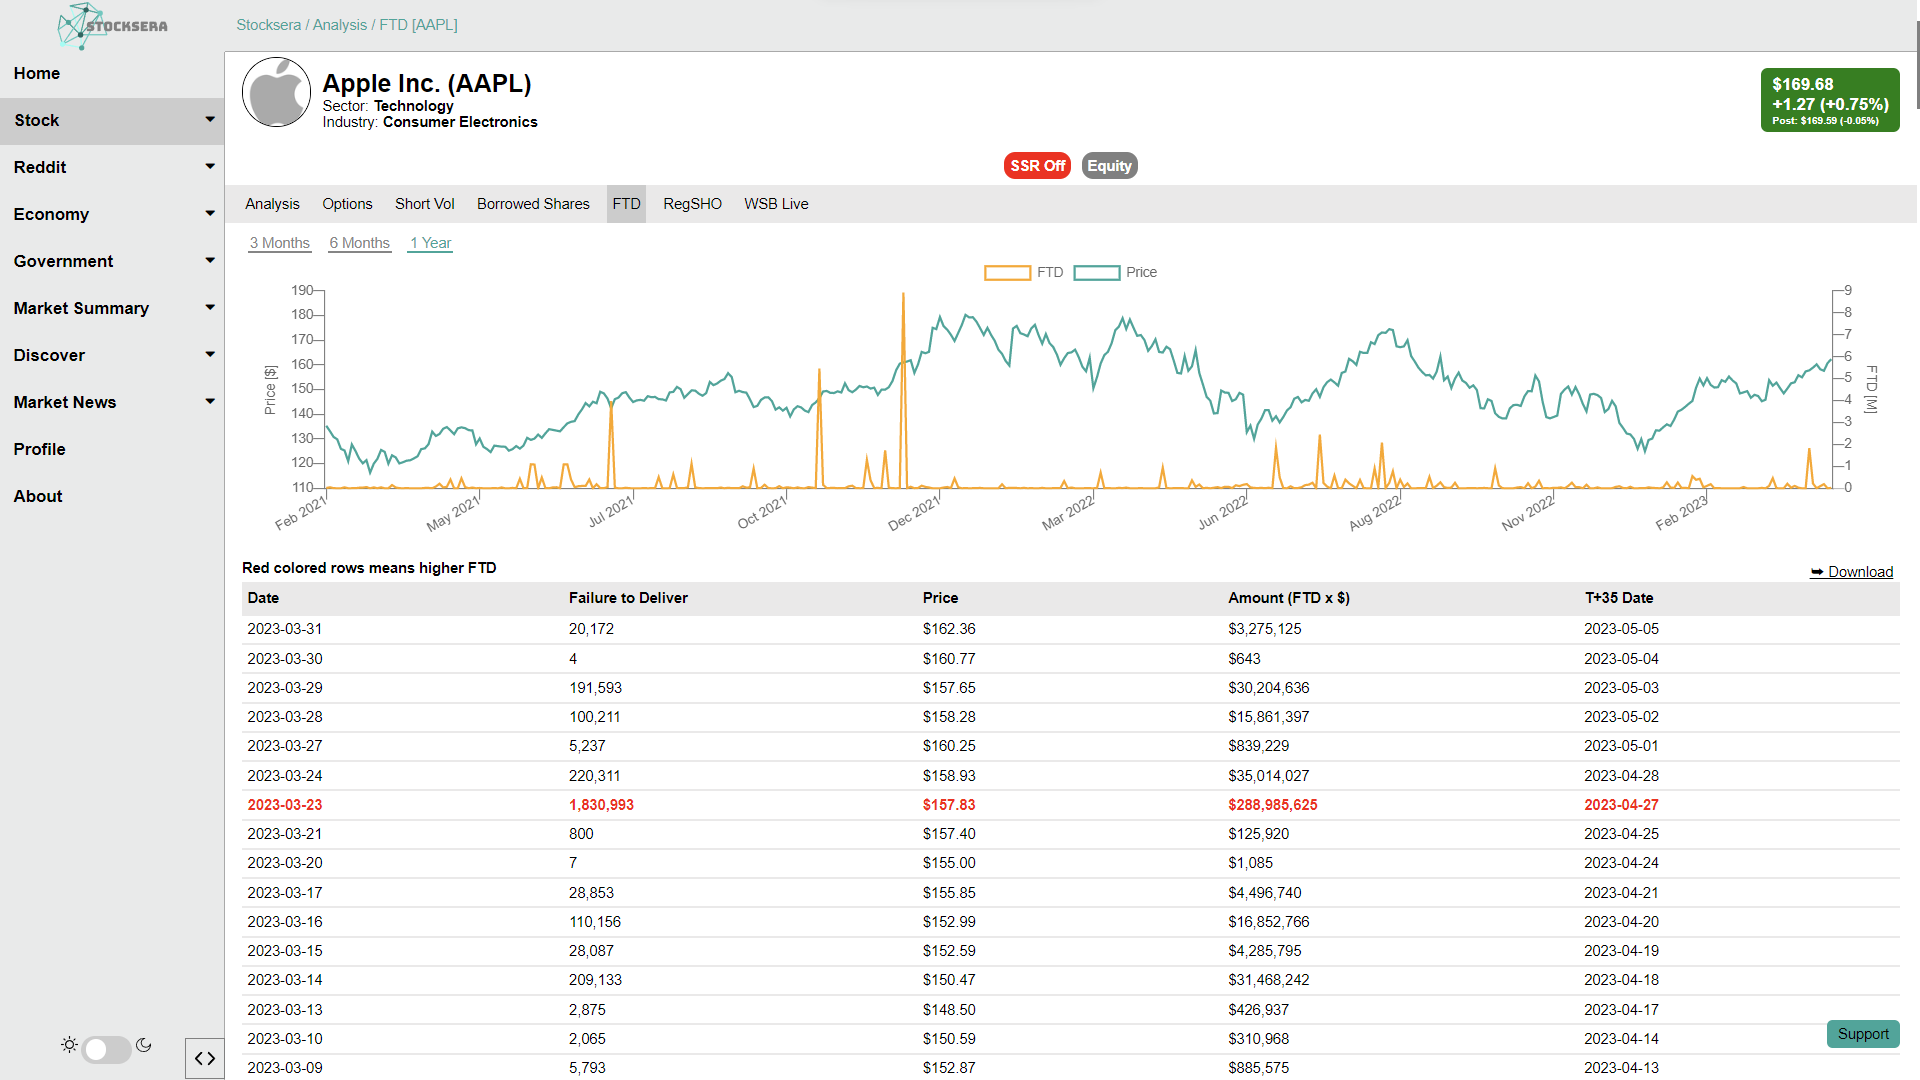 STOCKSERA
Stocksera / Analysis / FTD [AAPL]
Home
Stock
Reddit
Economy
Government
Market Summary
Discover
Market News
Profile
About
Apple Inc. (AAPL)
Sector: Technology
Industry: Consumer Electronics
$169.68
+1.27 (+0.75%)
Post: $169.59 (-0.05%)
SSR Off Equity
Analysis Options Short Vol Borrowed Shares FTD RegSHO WSB Live
3 Months 6 Months 1 Year
FTD Price
Price [$]
190
180
170
160
150
140
130
120
110
9
8
7
6
5
4
3
2
1
0
FTD [M]
Feb 2021 May 2021 Jul 2021 Oct 2021 Dec 2021 Mar 2022 Jun 2022 Aug 2022 Nov 2022 Feb 2023
Red colored rows means higher FTD
Download
Date Failure to Deliver Price Amount (FTD x $) T+35 Date
2023-03-31 20,172 $162.36 $3,275,125 2023-05-05
2023-03-30 4 $160.77 $643 2023-05-04
2023-03-29 191,593 $157.65 $30,204,636 2023-05-03
2023-03-28 100,211 $158.28 $15,861,397 2023-05-02
2023-03-27 5,237 $160.25 $839,229 2023-05-01
2023-03-24 220,311 $158.93 $35,014,027 2023-04-28
2023-03-23 1,830,993 $157.83 $288,985,625 2023-04-27
2023-03-21 800 $157.40 $125,920 2023-04-25
2023-03-20 7 $155.00 $1,085 2023-04-24
2023-03-17 28,853 $155.85 $4,496,740 2023-04-21
2023-03-16 110,156 $152.99 $16,852,766 2023-04-20
2023-03-15 28,087 $152.59 $4,285,795 2023-04-19
2023-03-14 209,133 $150.47 $31,468,242 2023-04-18
2023-03-13 2,875 $148.50 $426,937 2023-04-17
2023-03-10 2,065 $150.59 $310,968 2023-04-14
2023-03-09 5,793 $152.87 $885,575 2023-04-13
Support